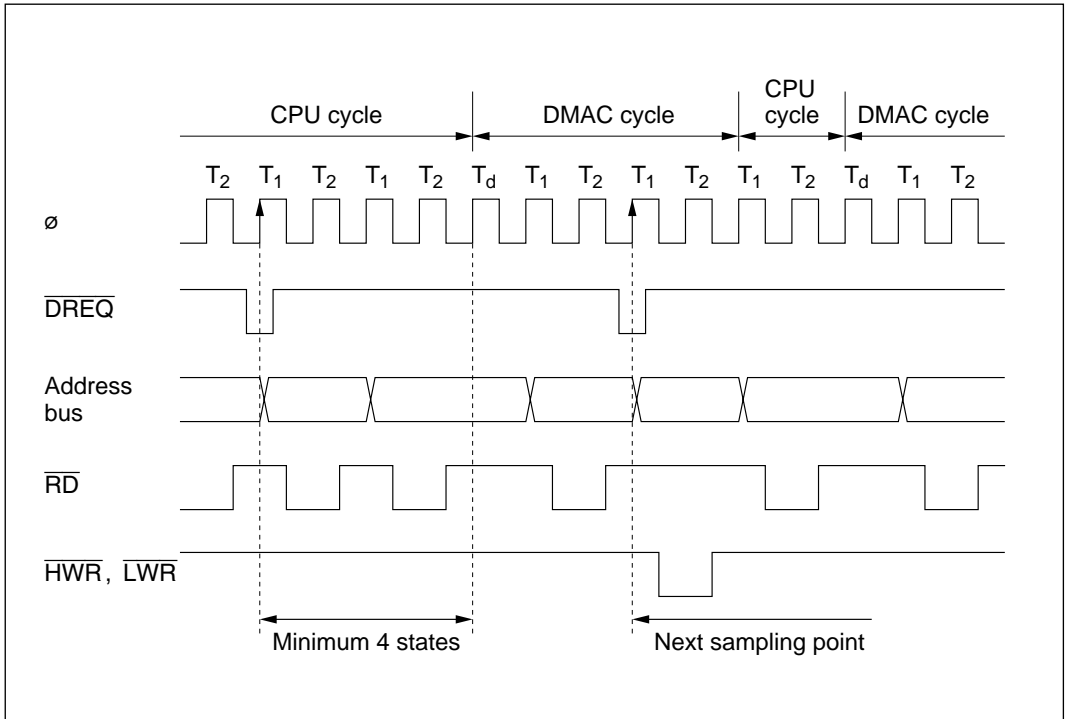 CPU cycle DMAC cycle CPU cycle DMAC cycle
T2 T1 T2 T1 T2 Td T1 T2 T1 T2 T1 T2 Td T1 T2
ø
DREQ
Address
bus
RD
HWR, LWR
Minimum 4 states Next sampling point